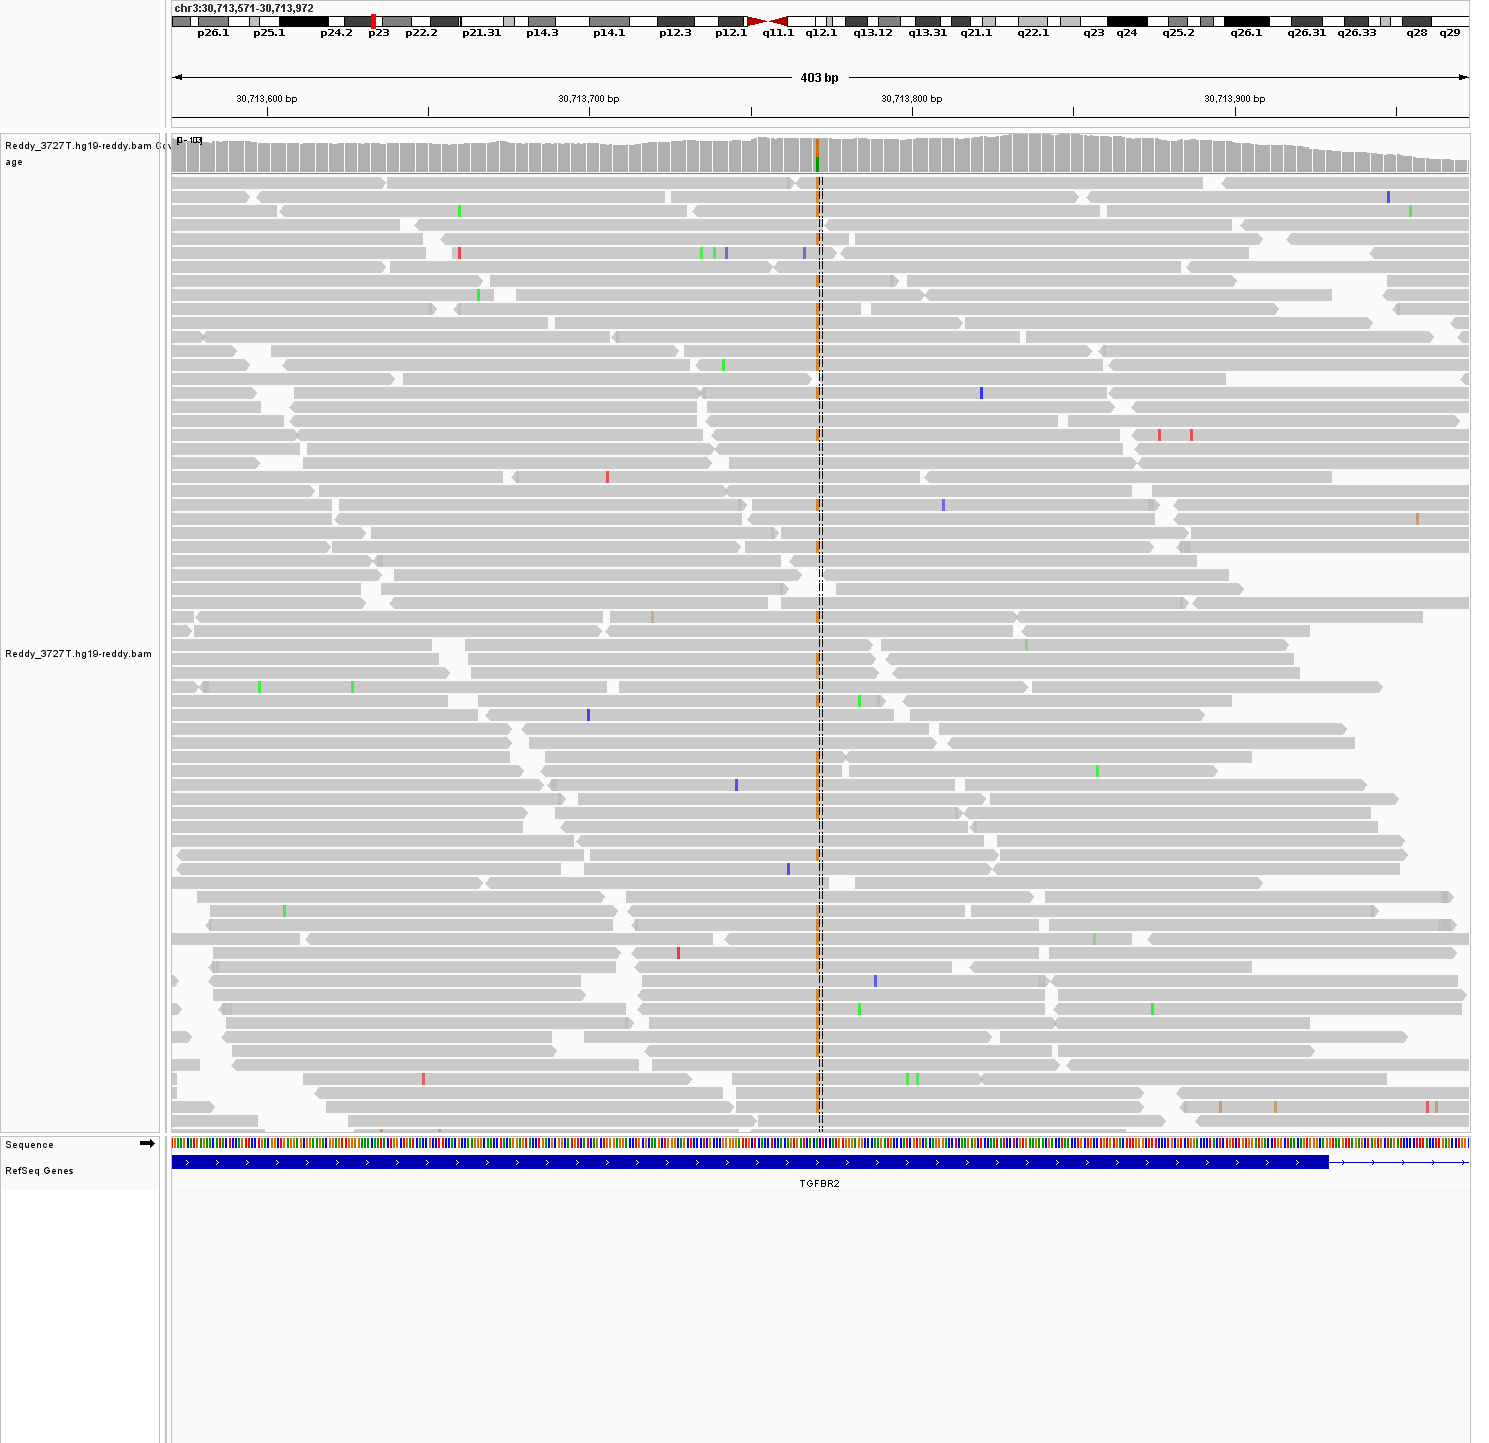 chr3:30,713,571-30,713,972
p26.1 p25.1 p24.2 p23 p22.2 p21.31 p14.3 p14.1 p12.3 p12.1 q11.1 q12.1 q13.12 q13.31 q21.1 q22.1 q23 q24 q25.2 q26.1 q26.31 q26.33 q28 q29
403 bp
30,713,600 bp 30,713,700 bp 30,713,800 bp 30,713,900 bp
[0 - 103]
Reddy_3727T.hg19-reddy.bam Cov
age
Reddy_3727T.hg19-reddy.bam
Sequence
RefSeq Genes
TGFBR2